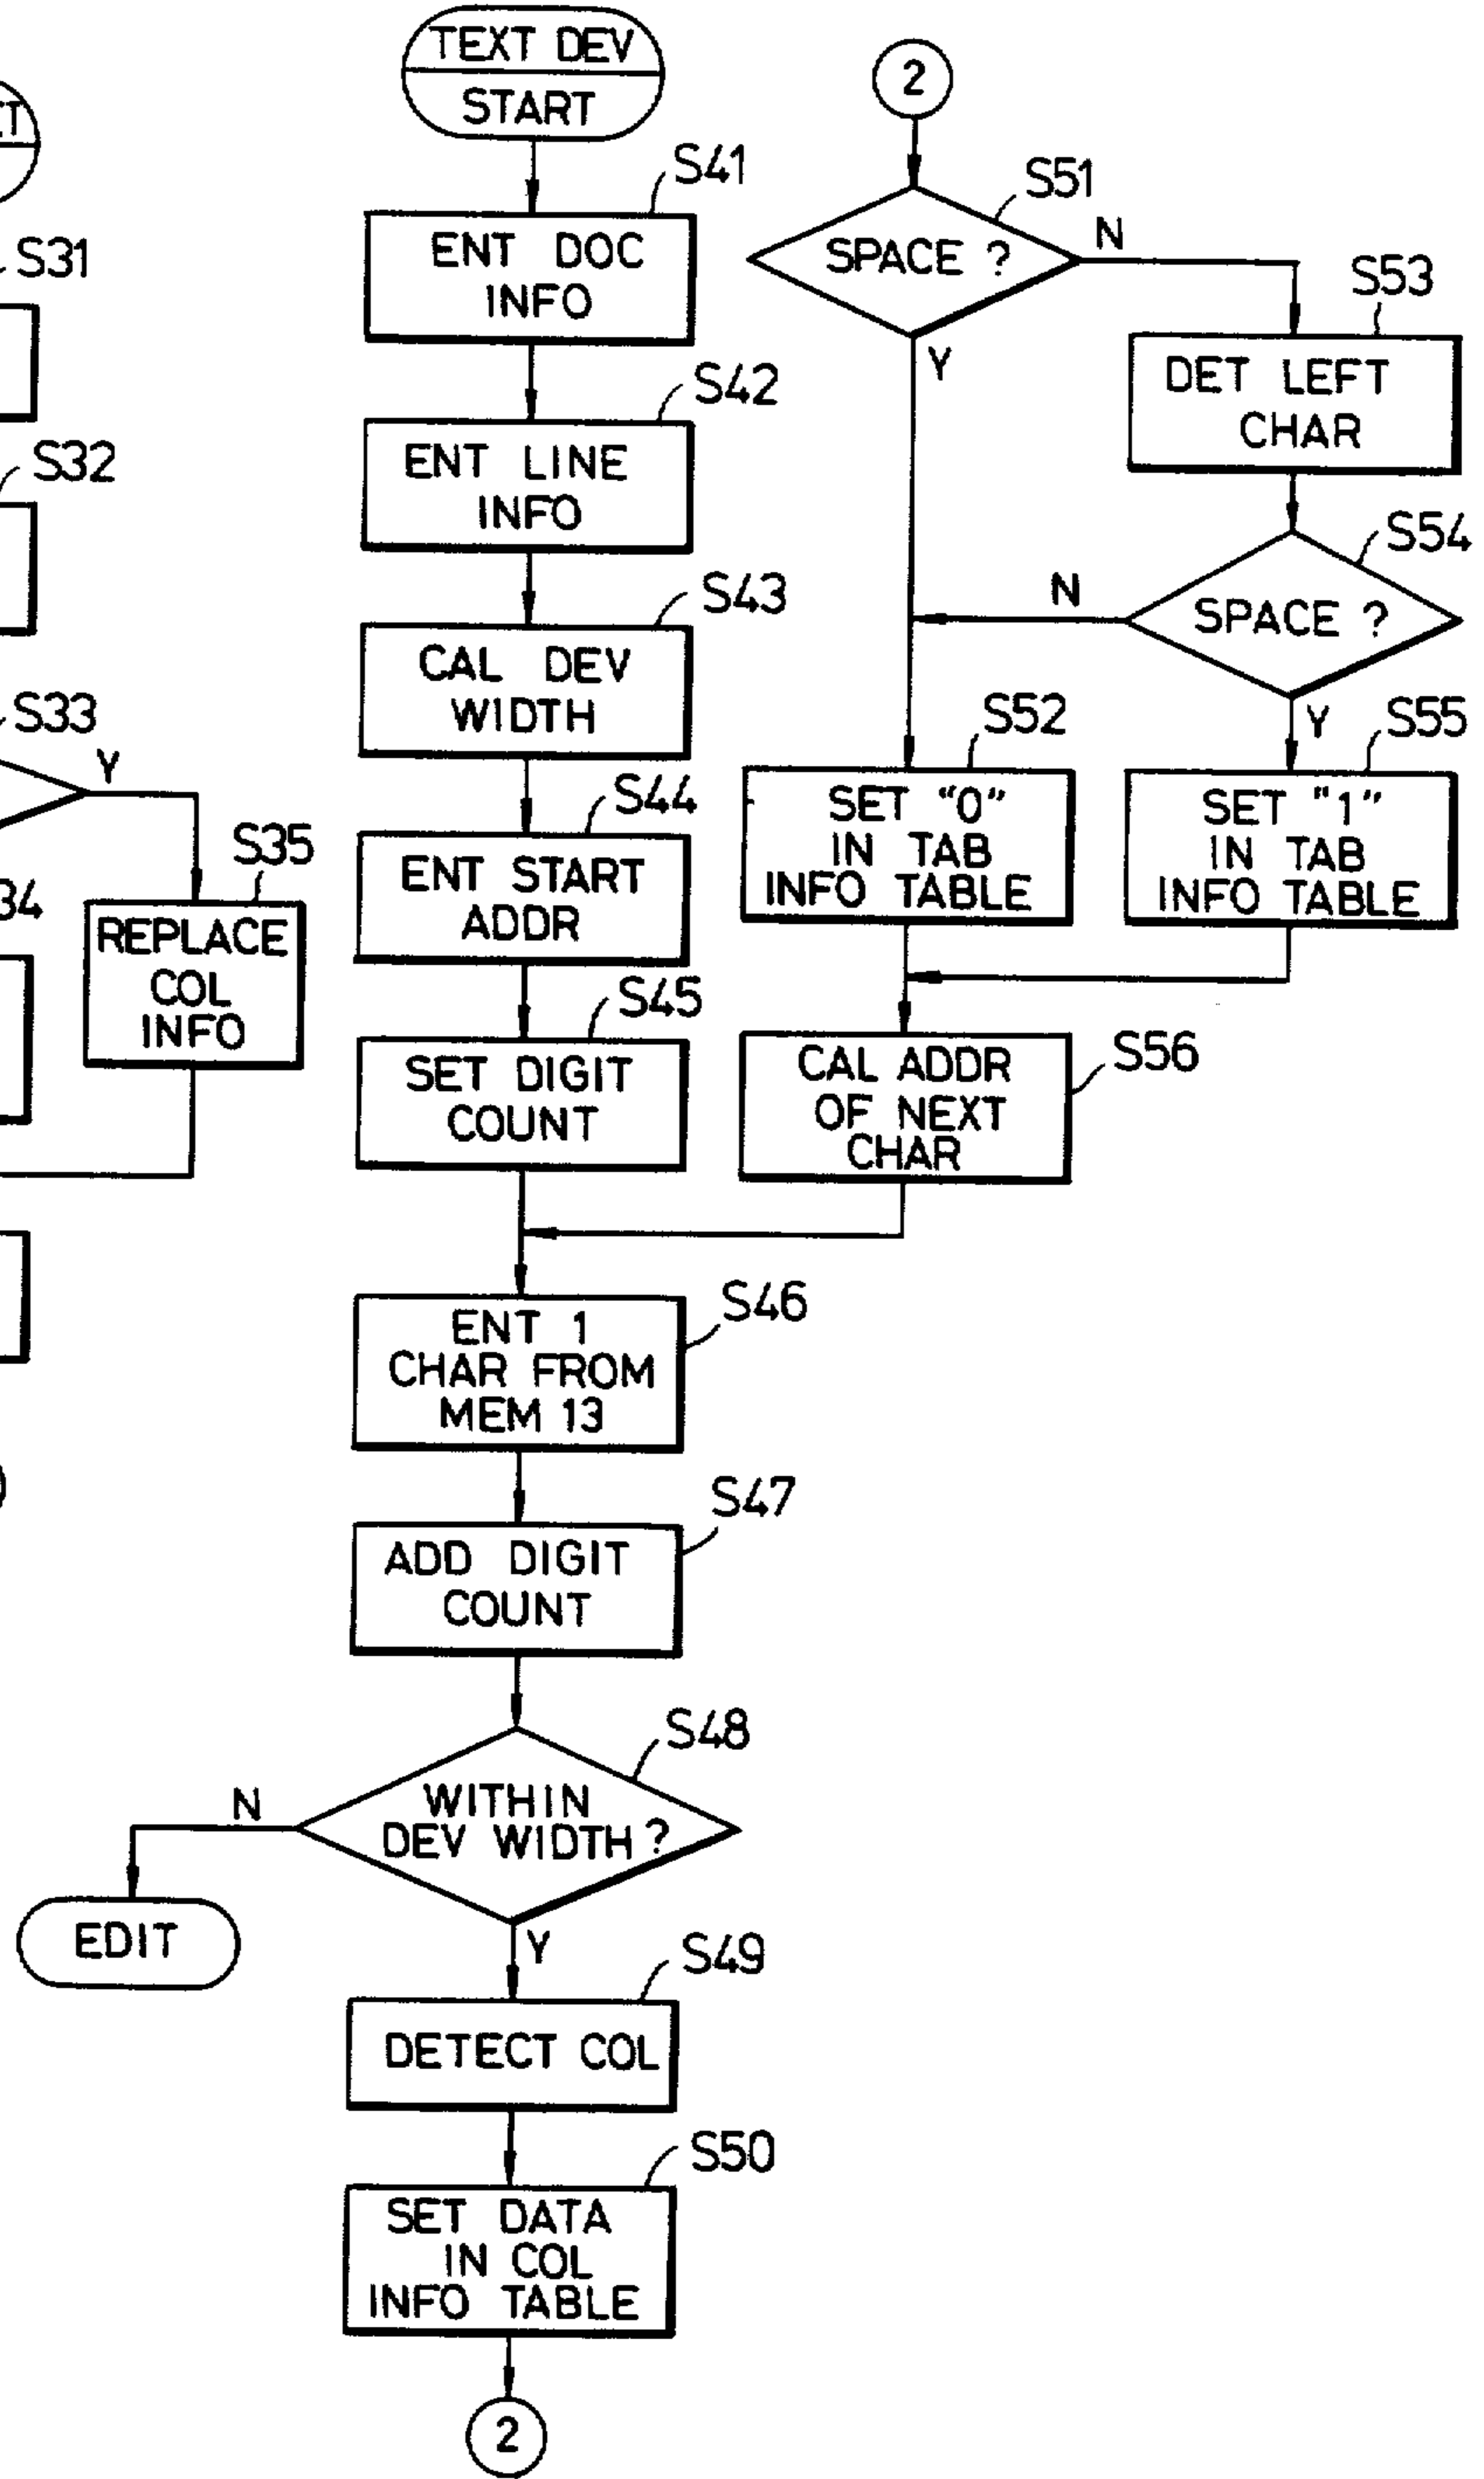 S31
S32
S33
Y
S35
34
REPLACE
COL
INFO
TEXT DEV
START
S41
ENT DOC
INFO
S42
ENT LINE
INFO
S43
CAL DEV
WIDTH
S44
ENT START
ADDR
S45
SET DIGIT
COUNT
S46
ENT 1
CHAR FROM
MEM 13
S47
ADD DIGIT
COUNT
S48
WITHIN
DEV WIDTH ?
N
EDIT
Y
S49
DETECT COL
S50
SET DATA
IN COL
INFO TABLE
2
2
S51
SPACE ?
N
Y
S53
DET LEFT
CHAR
S54
SPACE ?
N
Y
S52
SET "0"
IN TAB
INFO TABLE
S55
SET "1"
IN TAB
INFO TABLE
S56
CAL ADDR
OF NEXT
CHAR